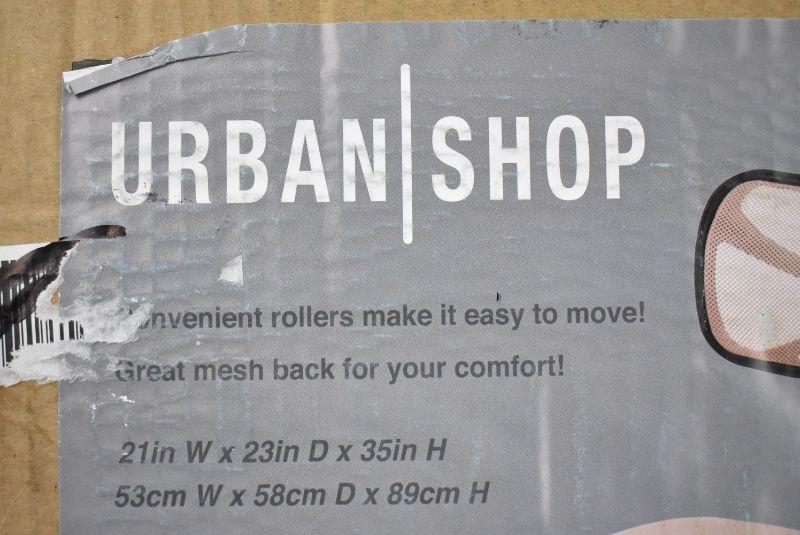 URBAN|SHOP
Convenient rollers make it easy to move!
Great mesh back for your comfort!
21in W x 23in D x 35in H
53cm W x 58cm D x 89cm H